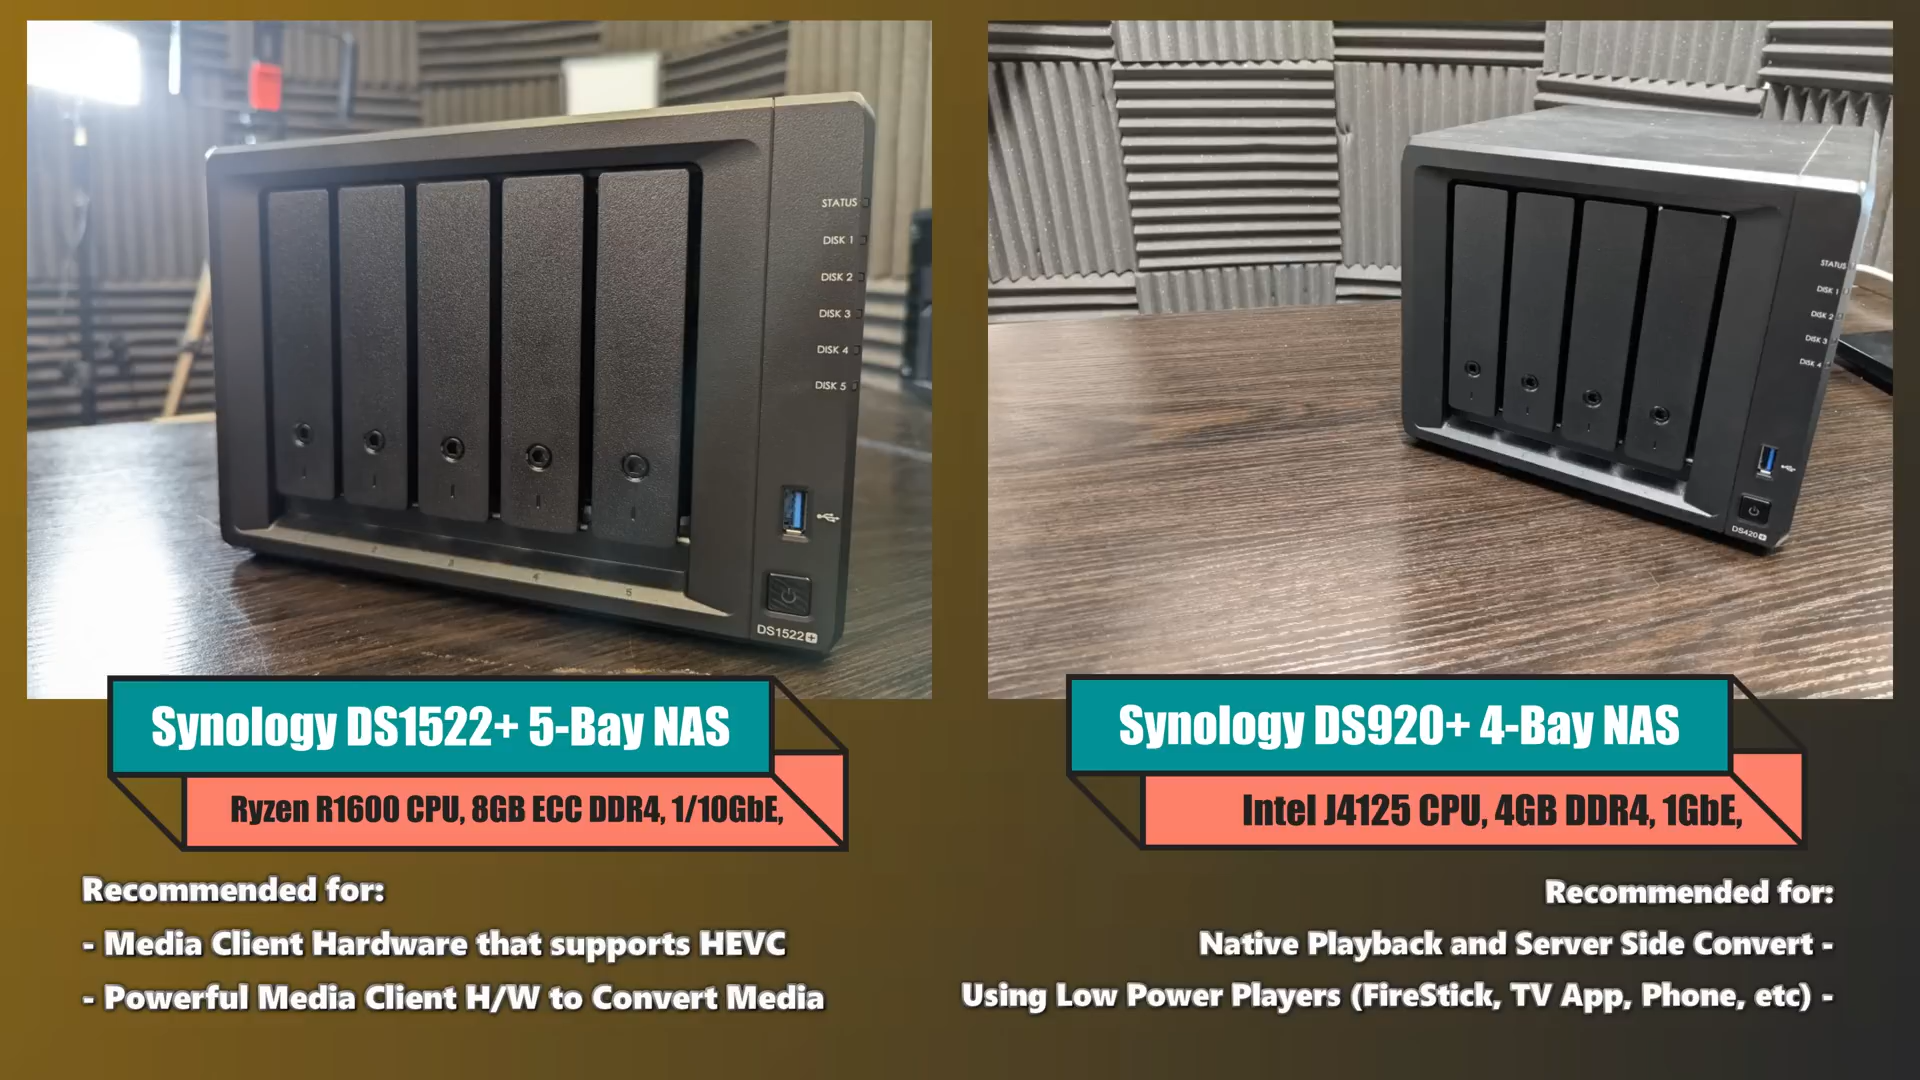 STATUS
DISK 1
DISK 2
DISK 3
DISK 4
DISK 5
2
3
4
5
DS1522+
STATUS
DISK 1
DISK 2
DISK 3
DISK 4
DS420+
Synology DS1522+ 5-Bay NAS
Ryzen R1600 CPU, 8GB ECC DDR4, 1/10GbE,
Recommended for:
- Media Client Hardware that supports HEVC
- Powerful Media Client H/W to Convert Media
Synology DS920+ 4-Bay NAS
Intel J4125 CPU, 4GB DDR4, 1GbE,
Recommended for:
Native Playback and Server Side Convert -
Using Low Power Players (FireStick, TV App, Phone, etc) -